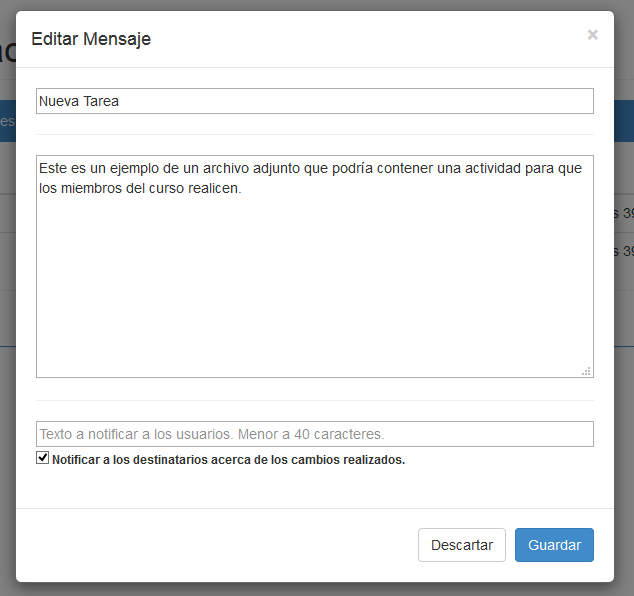 Editar Mensaje ×
Nueva Tarea
Este es un ejemplo de un archivo adjunto que podría contener una actividad para que
los miembros del curso realicen.
Texto a notificar a los usuarios. Menor a 40 caracteres.
Notificar a los destinatarios acerca de los cambios realizados.
Descartar Guardar